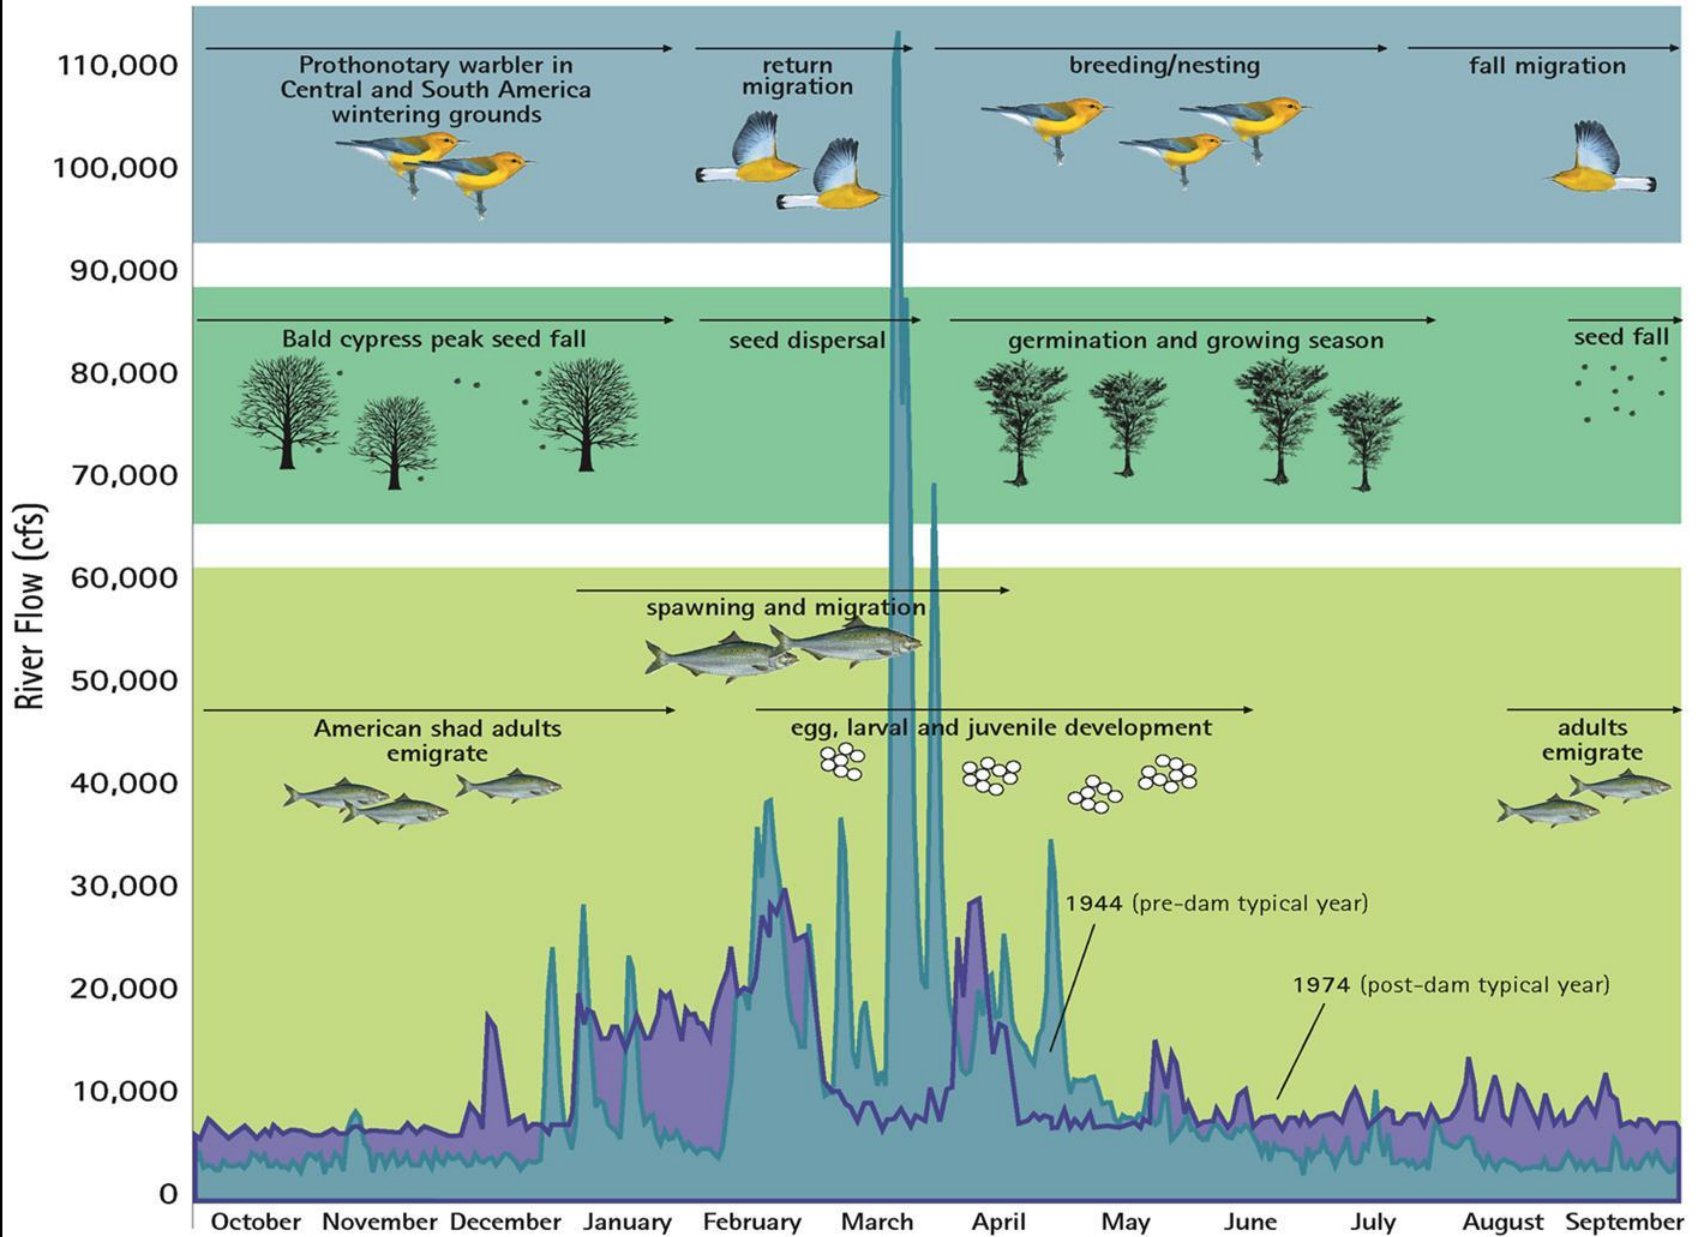 River Flow (cfs)
110,000
100,000
90,000
80,000
70,000
60,000
50,000
40,000
30,000
20,000
10,000
0
Prothonotary warbler in
Central and South America
wintering grounds
return
migration
breeding/nesting
fall migration
Bald cypress peak seed fall
seed dispersal
germination and growing season
seed fall
spawning and migration
American shad adults
emigrate
egg, larval and juvenile development
adults
emigrate
1944 (pre-dam typical year)
1974 (post-dam typical year)
October November December January February March April May June July August September